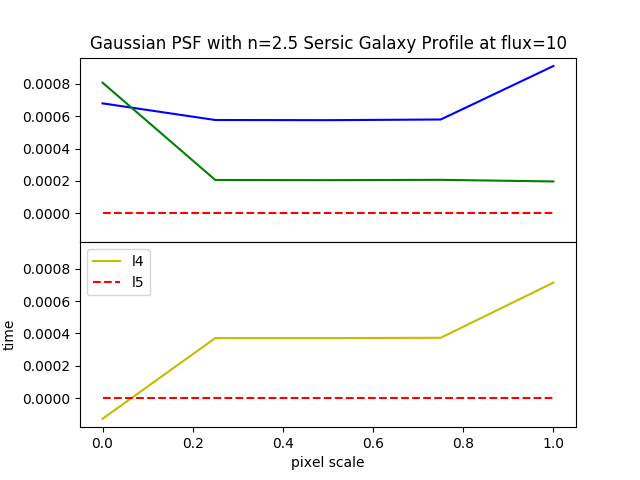 Gaussian PSF with n=2.5 Sersic Galaxy Profile at flux=10
0.0008
0.0006
0.0004
0.0002
0.0000
l4
l5
0.0008
0.0006
0.0004
0.0002
0.0000
time
0.0 0.2 0.4 0.6 0.8 1.0
pixel scale